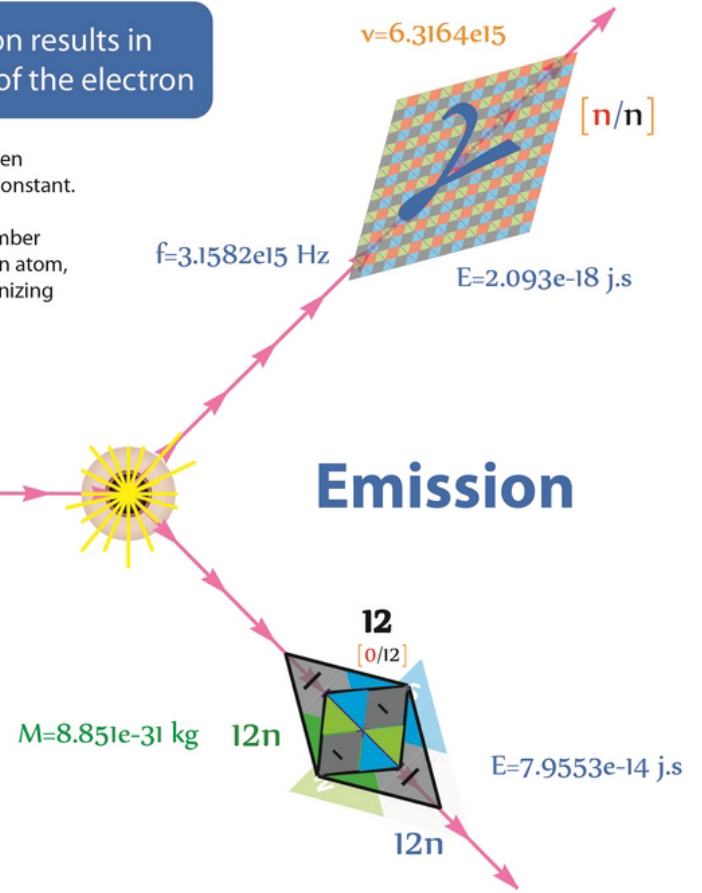 on results in
of the electron
en
onstant.
mber
n atom,
nizing
v=6.3164e15
[n/n]
γ
f=3.1582e15 Hz
E=2.093e-18 j.s
Emission
12
[0/12]
M=8.851e-31 kg
12n
E=7.9553e-14 j.s
12n